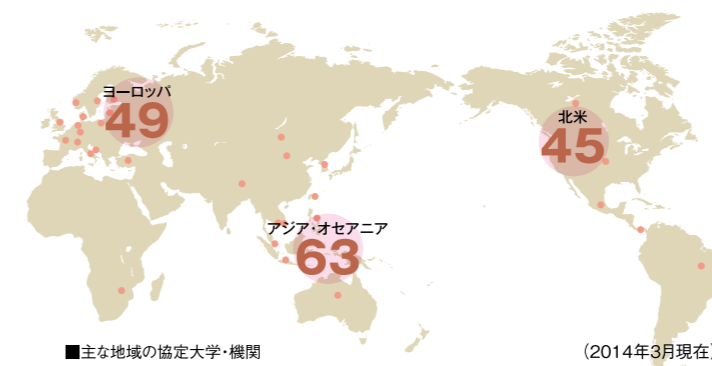 ヨーロッパ
49
北米
45
アジア・オセアニア
63
■主な地域の協定大学・機関
（2014年3月現在）